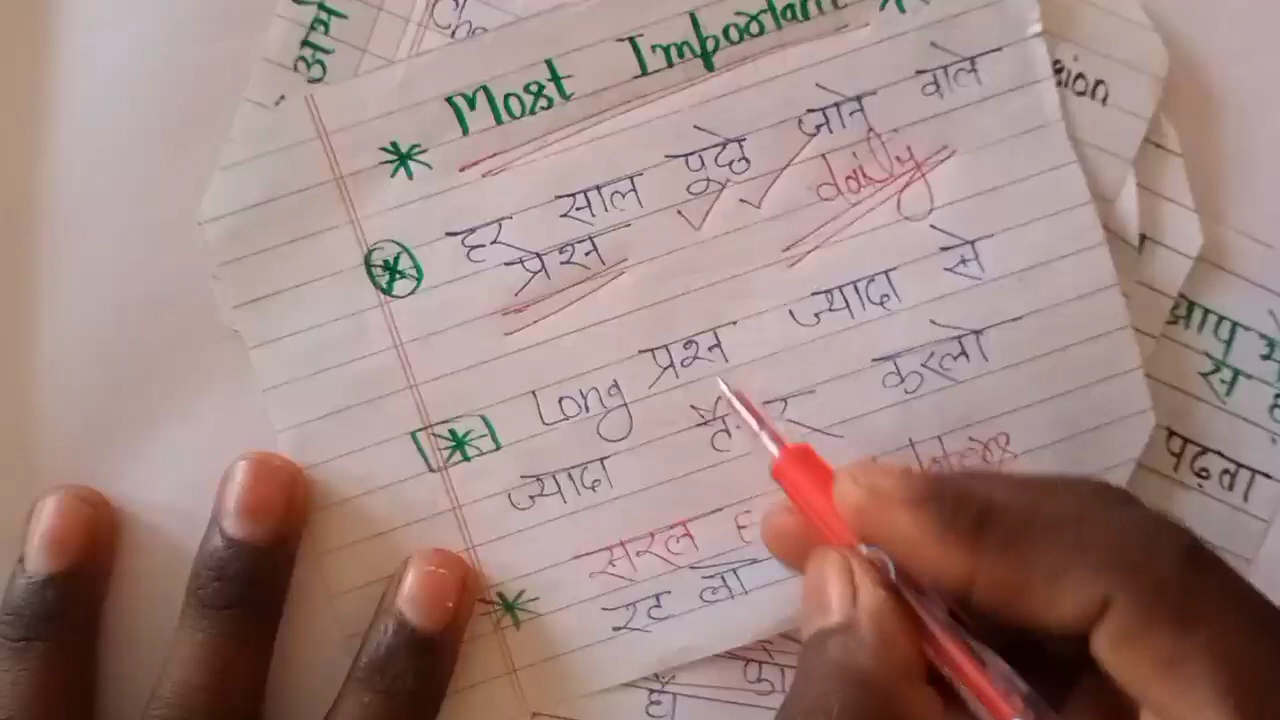 * Most Important *
हर साल पूछे जाने वाले
प्रश्न ✓✓ daily
* Long प्रश्न ज्यादा से
ज्यादा करलो
* सरल
रट लो
sion
आप
से
पढ़ता